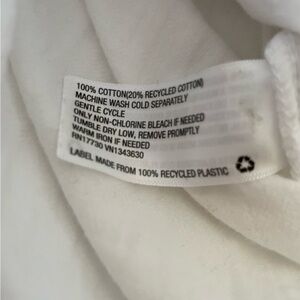 100% COTTON(20% RECYCLED COTTON)
MACHINE WASH COLD SEPARATELY
GENTLE CYCLE
ONLY NON-CHLORINE BLEACH IF NEEDED
TUMBLE DRY LOW, REMOVE PROMPTLY
WARM IRON IF NEEDED
RN17730 VN1343630
LABEL MADE FROM 100% RECYCLED PLASTIC